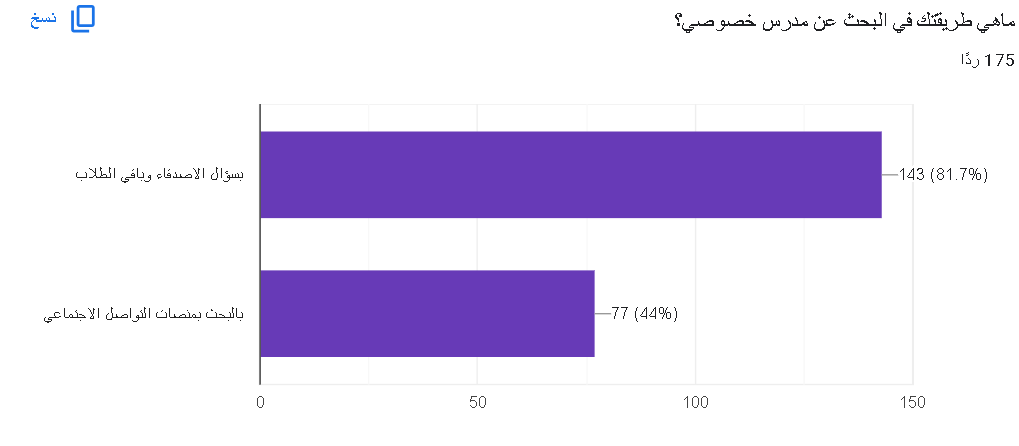 ماهي طريقتك في البحث عن مدرس خصوصي؟
نسخ
175 ردًا
بسؤال الاصدقاء وباقي الطلاب
143 (81.7%)
بالبحث بمنصات التواصل الاجتماعي
77 (44%)
0
50
100
150